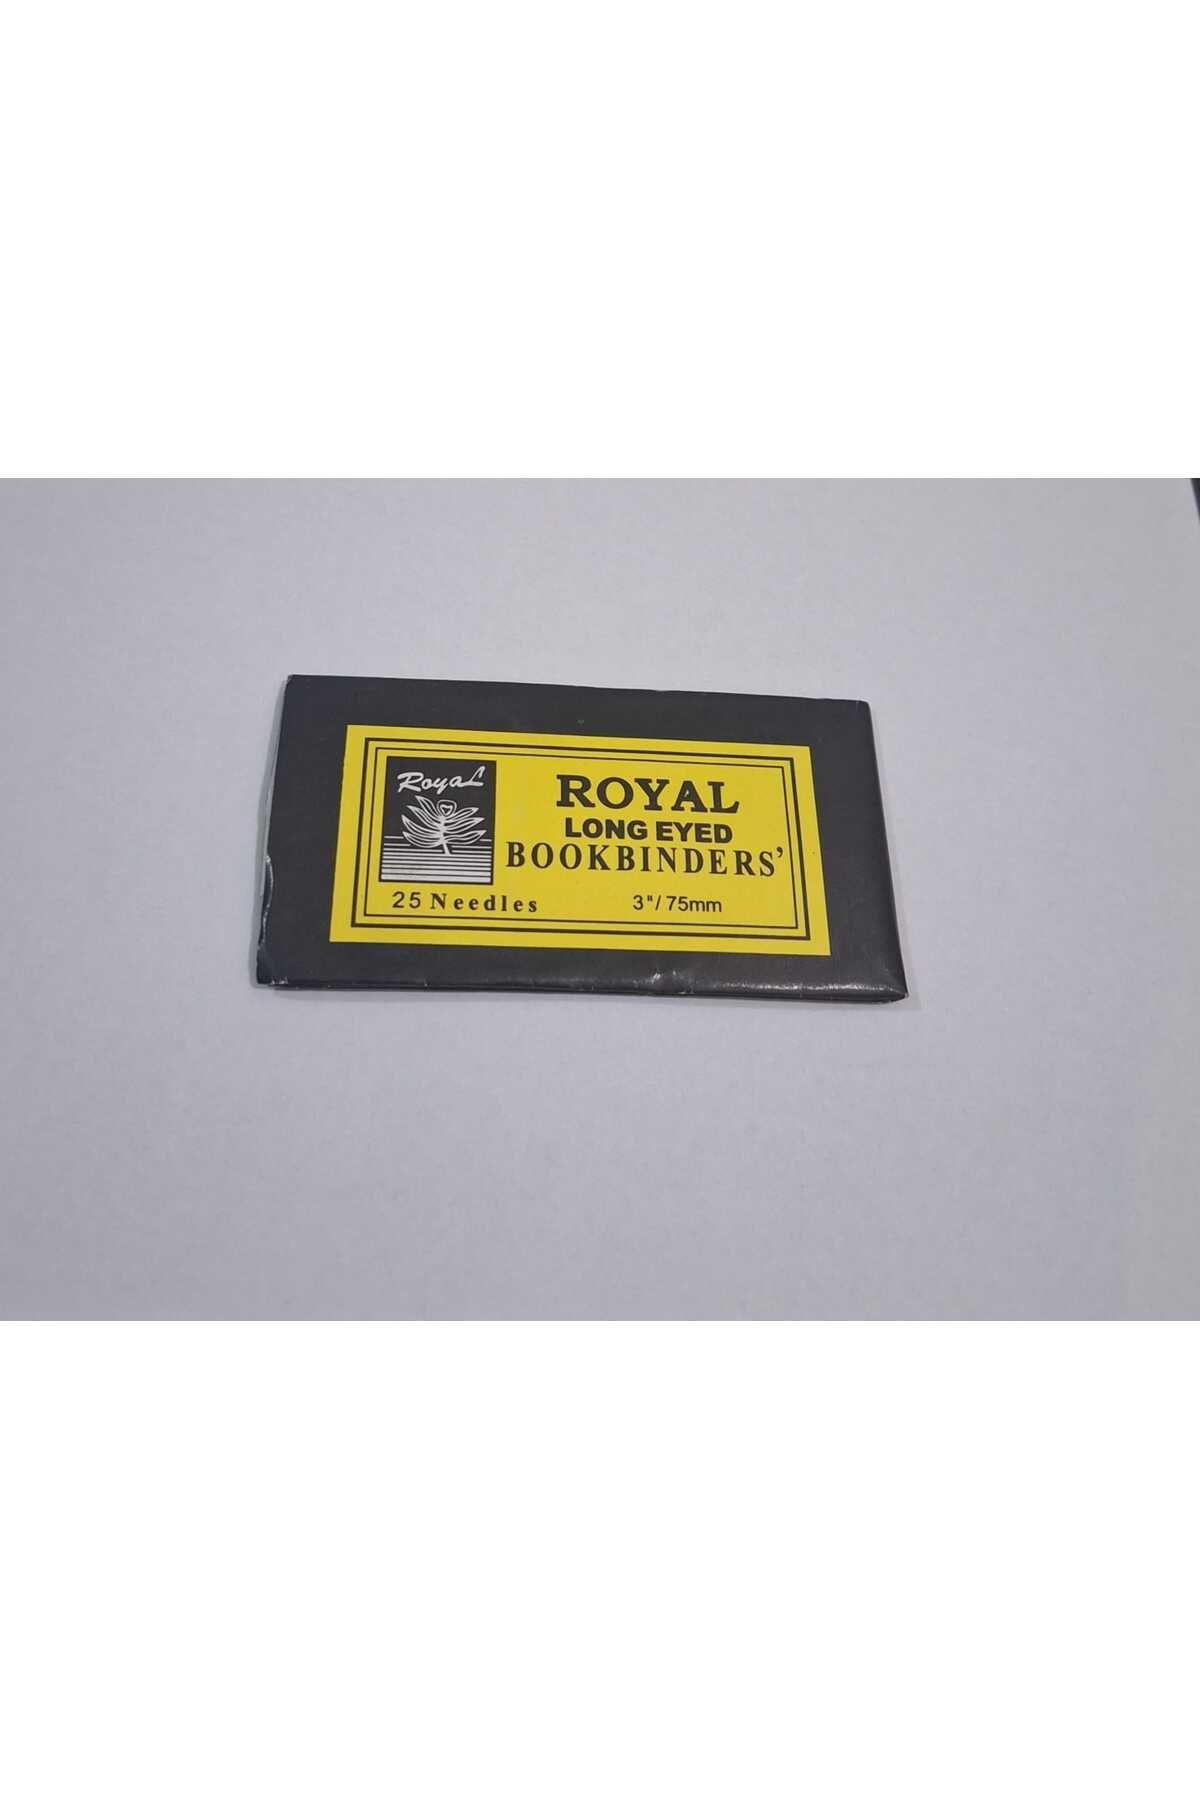 Royal
ROYAL
LONG EYED
BOOKBINDERS’
25 Needles 3"/75mm